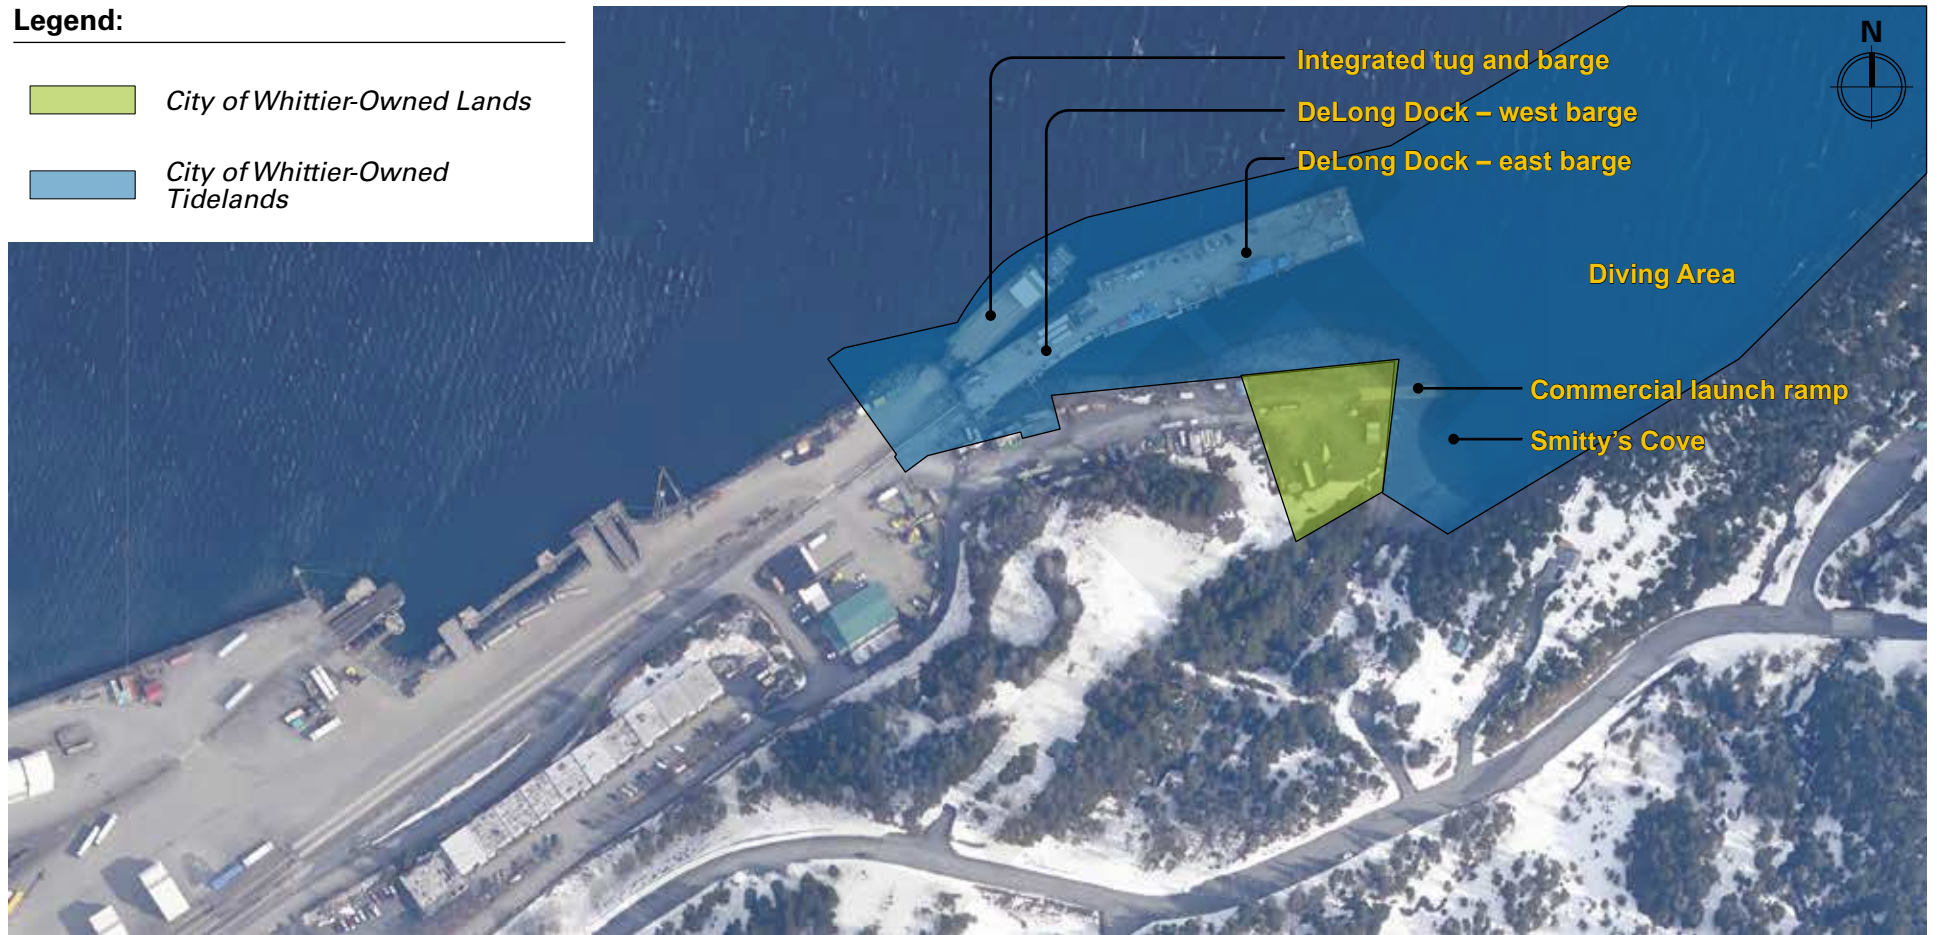 Legend:
City of Whittier-Owned Lands
City of Whittier-Owned
Tidelands
N
Integrated tug and barge
DeLong Dock – west barge
DeLong Dock – east barge
Diving Area
Commercial launch ramp
Smitty's Cove